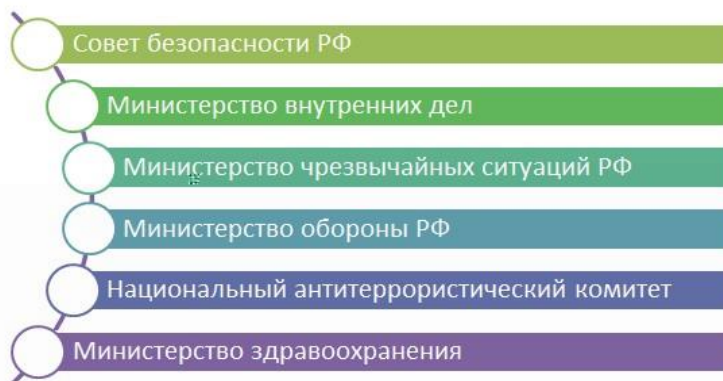 Совет безопасности РФ
Министерство внутренних дел
Министерство чрезвычайных ситуаций РФ
Министерство обороны РФ
Национальный антитеррористический комитет
Министерство здравоохранения